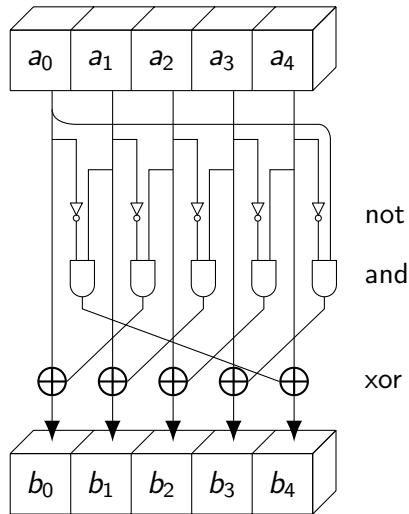 a₀ a₁ a₂ a₃ a₄
not
and
xor
b₀ b₁ b₂ b₃ b₄